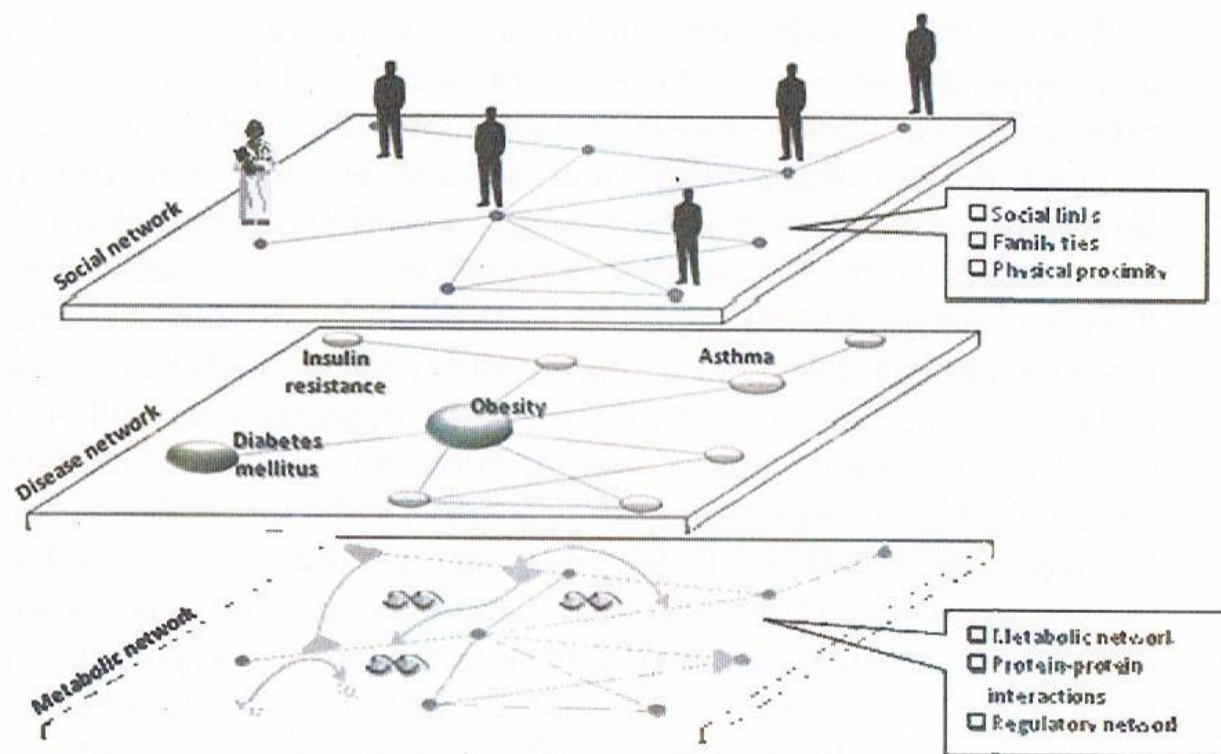 Social network
☐ Social links
☐ Family ties
☐ Physical proximity
Disease network
Insulin
resistance
Asthma
Obesity
Diabetes
mellitus
Metabolic network
☐ Metabolic network
☐ Protein-protein
interactions
☐ Regulatory network